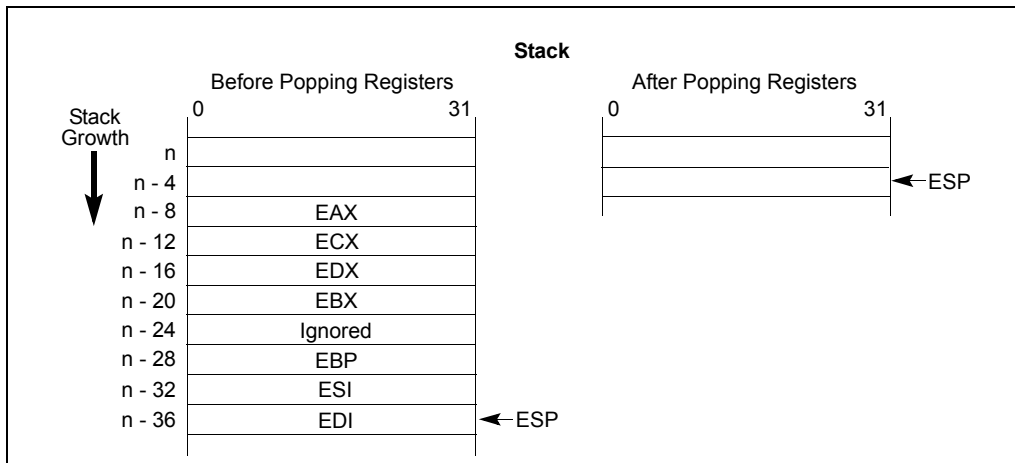 Stack
Before Popping Registers
After Popping Registers
0 31
0 31
Stack
Growth
n
n - 4
ESP
n - 8 EAX
n - 12 ECX
n - 16 EDX
n - 20 EBX
n - 24 Ignored
n - 28 EBP
n - 32 ESI
n - 36 EDI ESP